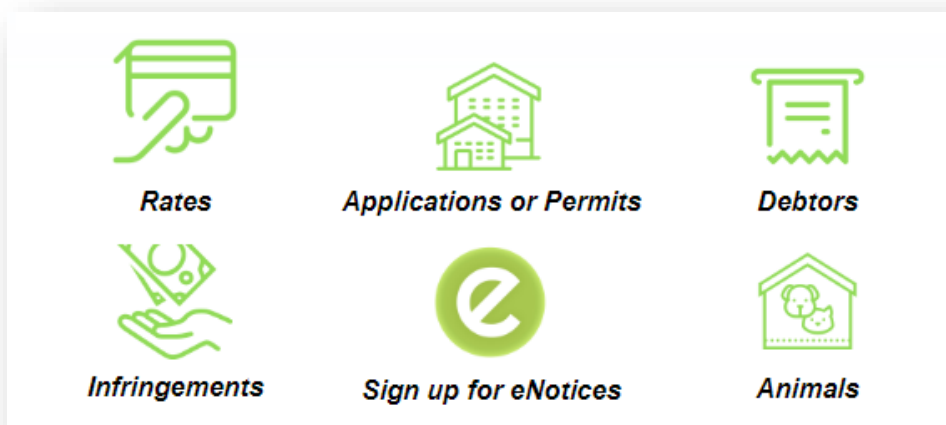 Rates
Applications or Permits
Debtors
e
Infringements
Sign up for eNotices
Animals